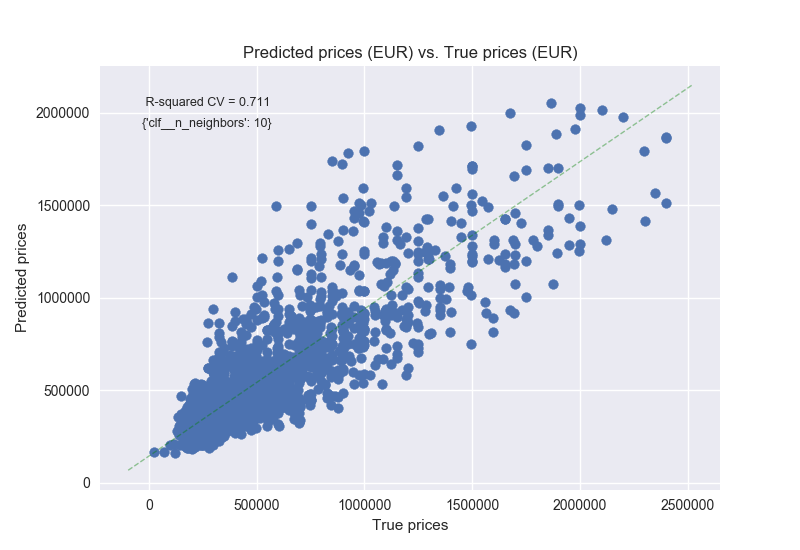 Predicted prices (EUR) vs. True prices (EUR)
R-squared CV = 0.711
{'clf__n_neighbors': 10}
Predicted prices
2000000
1500000
1000000
500000
0
0 500000 1000000 1500000 2000000 2500000
True prices